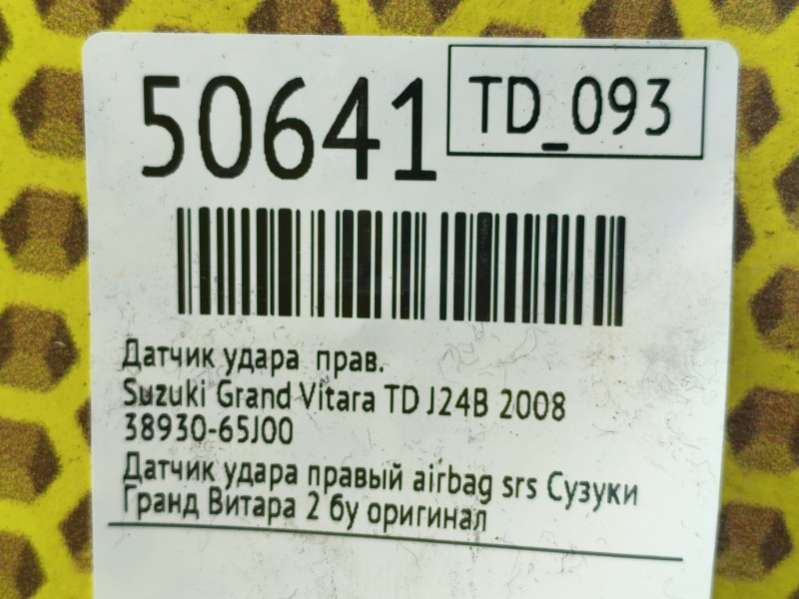 50641
TD_093
Датчик удара прав.
Suzuki Grand Vitara TD J24B 2008
38930-65J00
Датчик удара правый airbag srs Сузуки
Гранд Витара 2 бу оригинал